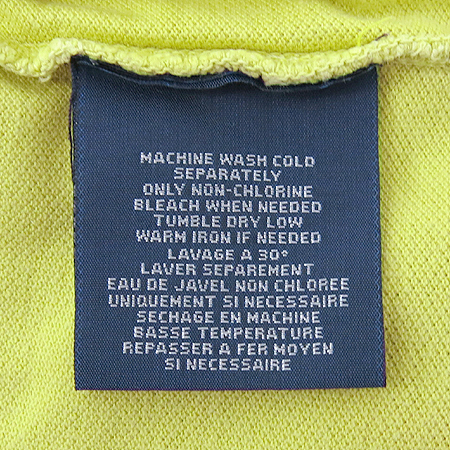 MACHINE WASH COLD
SEPARATELY
ONLY NON-CHLORINE
BLEACH WHEN NEEDED
TUMBLE DRY LOW
WARM IRON IF NEEDED
LAVAGE A 30°
LAVER SEPAREMENT
EAU DE JAVEL NON CHLOREE
UNIQUEMENT SI NECESSAIRE
SECHAGE EN MACHINE
BASSE TEMPERATURE
REPASSER A FER MOYEN
SI NECESSAIRE